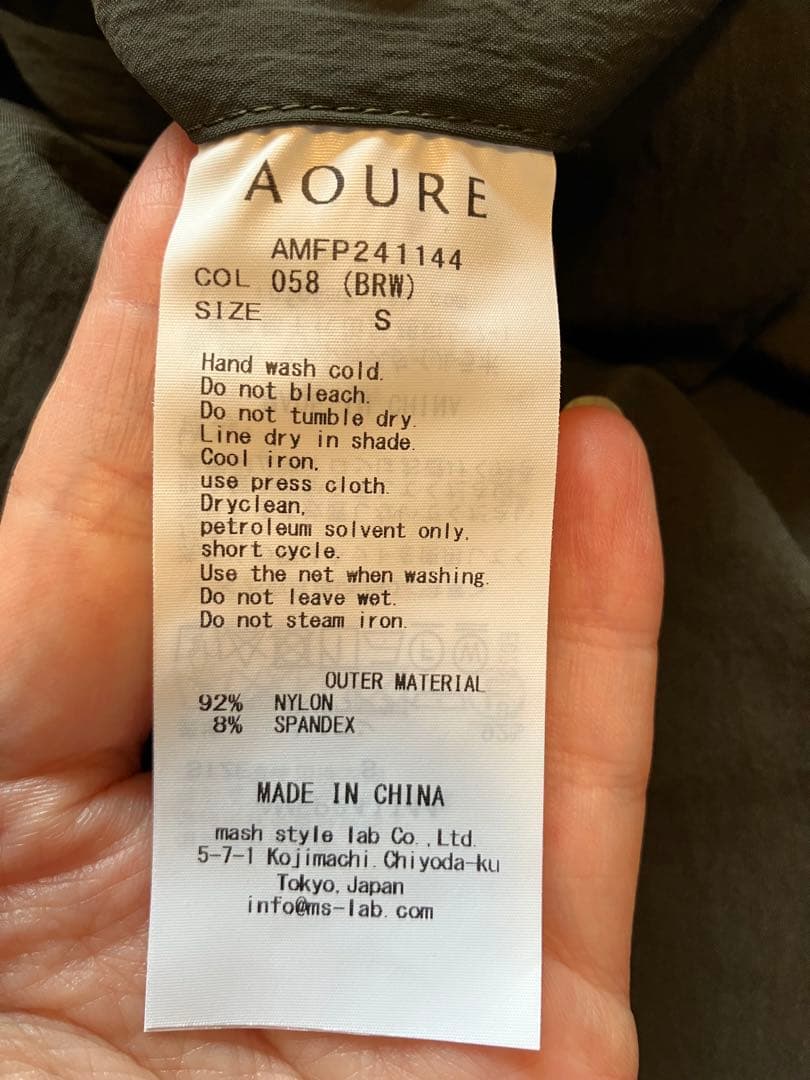 AOURE
AMFP241144
COL 058 (BRW)
SIZE S
Hand wash cold.
Do not bleach.
Do not tumble dry.
Line dry in shade.
Cool iron,
use press cloth.
Dryclean,
petroleum solvent only,
short cycle.
Use the net when washing.
Do not leave wet.
Do not steam iron.
OUTER MATERIAL
92% NYLON
8% SPANDEX
MADE IN CHINA
mash style lab Co.,Ltd.
5-7-1 Kojimachi. Chiyoda-ku
Tokyo, Japan
info@ms-lab.com